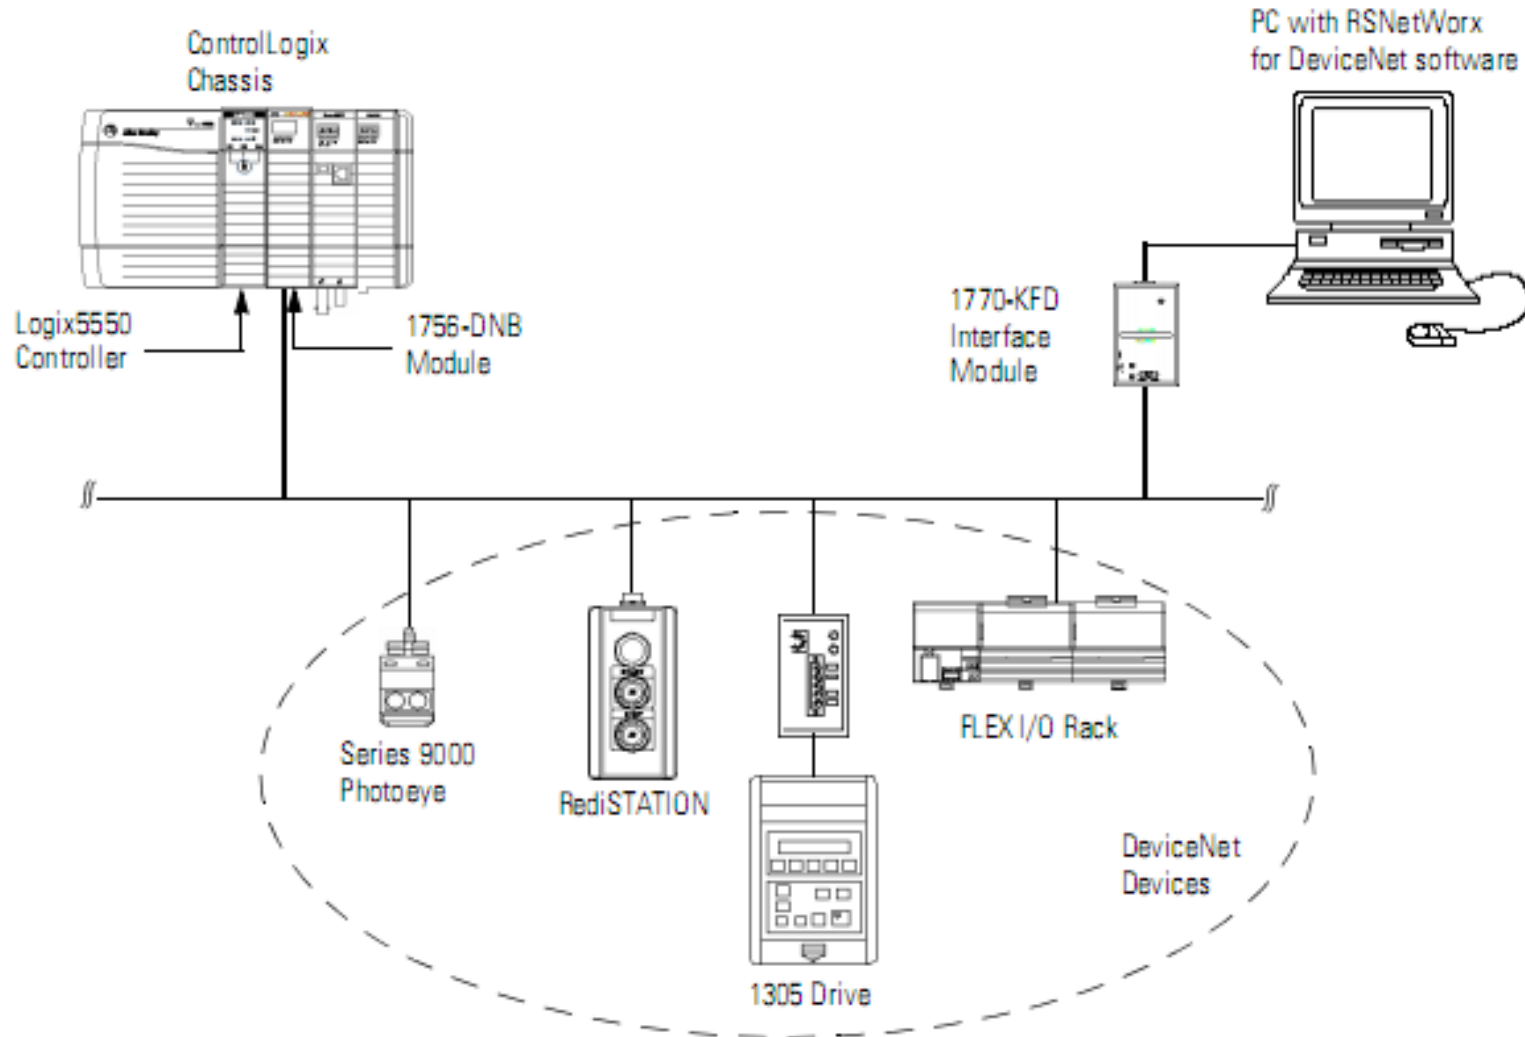 ControlLogix
Chassis
PC with RSNetWorx
for DeviceNet software
Logix5550
Controller
1756-DNB
Module
1770-KFD
Interface
Module
Series 9000
Photoeye
RediSTATION
1305 Drive
FLEX I/O Rack
DeviceNet
Devices